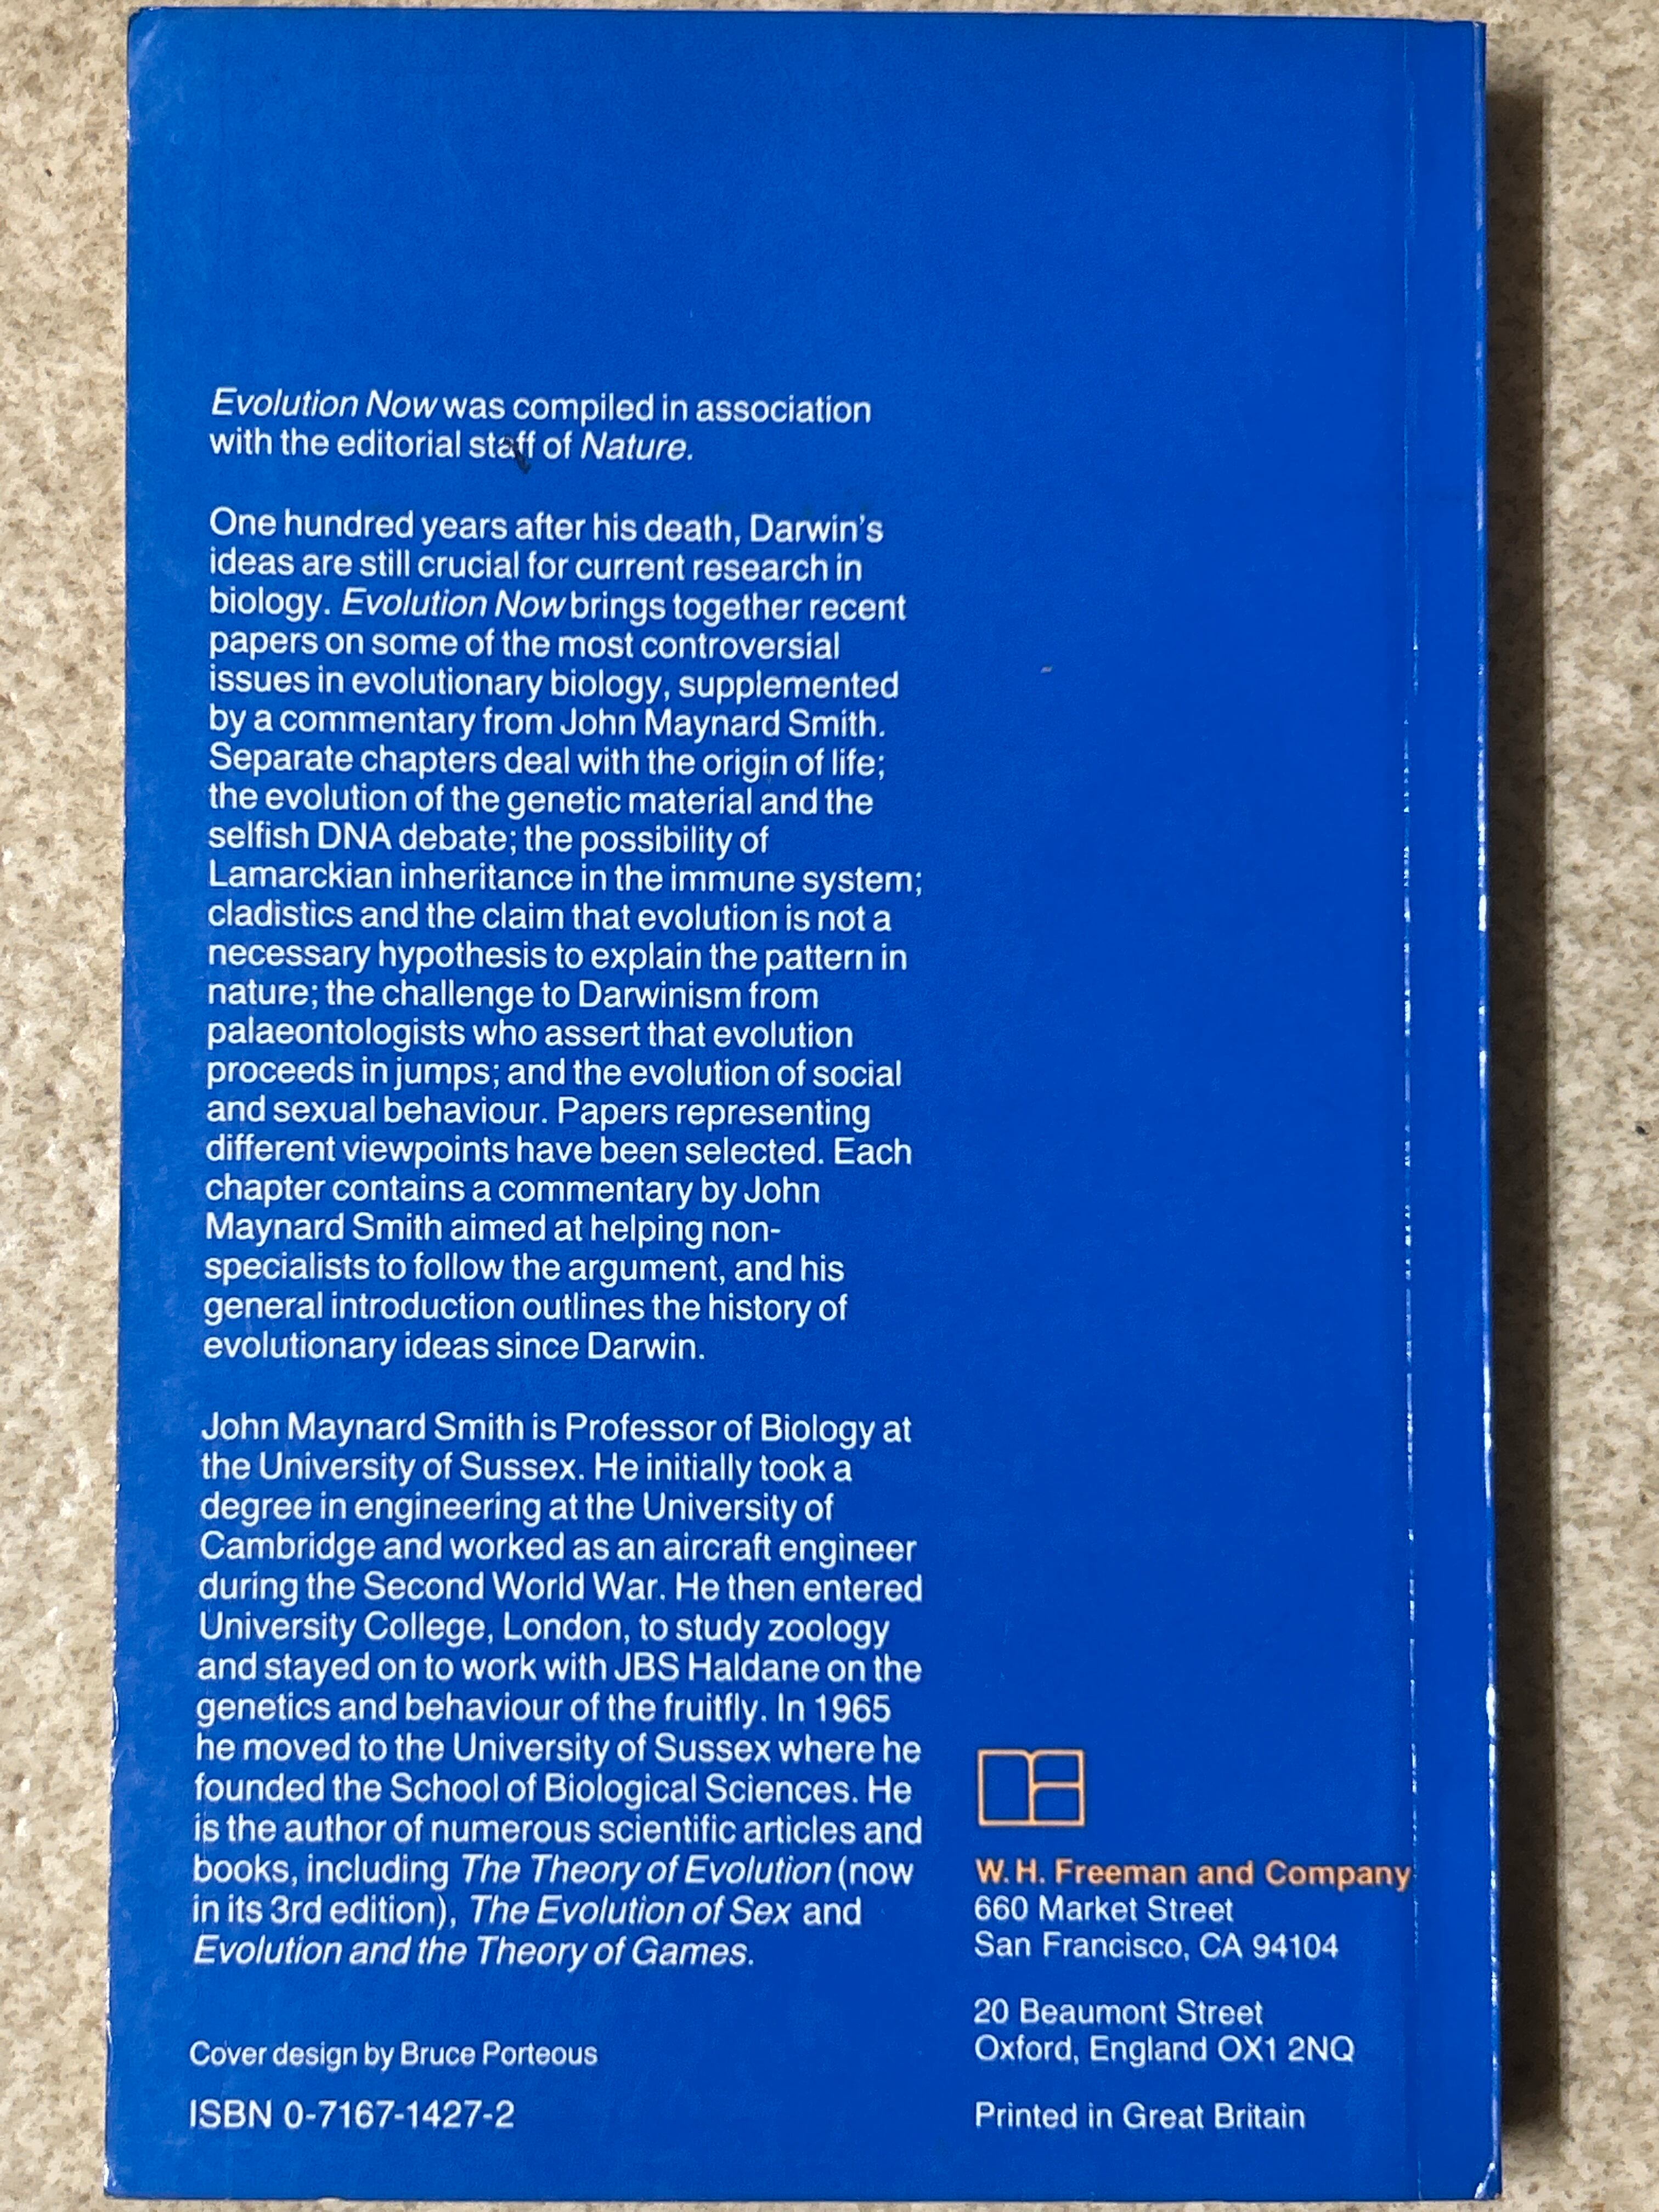 Evolution Now was compiled in association
with the editorial staff of Nature.
One hundred years after his death, Darwin's
ideas are still crucial for current research in
biology. Evolution Now brings together recent
papers on some of the most controversial
issues in evolutionary biology, supplemented
by a commentary from John Maynard Smith.
Separate chapters deal with the origin of life;
the evolution of the genetic material and the
selfish DNA debate; the possibility of
Lamarckian inheritance in the immune system;
cladistics and the claim that evolution is not a
necessary hypothesis to explain the pattern in
nature; the challenge to Darwinism from
palaeontologists who assert that evolution
proceeds in jumps; and the evolution of social
and sexual behaviour. Papers representing
different viewpoints have been selected. Each
chapter contains a commentary by John
Maynard Smith aimed at helping non-
specialists to follow the argument, and his
general introduction outlines the history of
evolutionary ideas since Darwin.
John Maynard Smith is Professor of Biology at
the University of Sussex. He initially took a
degree in engineering at the University of
Cambridge and worked as an aircraft engineer
during the Second World War. He then entered
University College, London, to study zoology
and stayed on to work with JBS Haldane on the
genetics and behaviour of the fruitfly. In 1965
he moved to the University of Sussex where he
founded the School of Biological Sciences. He
is the author of numerous scientific articles and
books, including The Theory of Evolution (now
in its 3rd edition), The Evolution of Sex and
Evolution and the Theory of Games.
Cover design by Bruce Porteous
ISBN 0-7167-1427-2
W. H. Freeman and Company
660 Market Street
San Francisco, CA 94104
20 Beaumont Street
Oxford, England OX1 2NQ
Printed in Great Britain